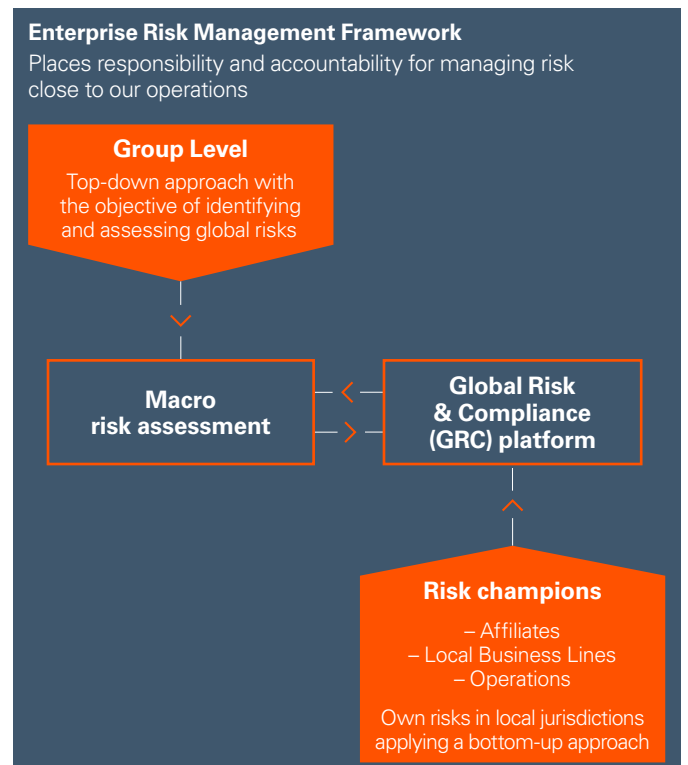 Enterprise Risk Management Framework
Places responsibility and accountability for managing risk
close to our operations
Group Level
Top-down approach with
the objective of identifying
and assessing global risks
Macro
risk assessment
Global Risk
& Compliance
(GRC) platform
Risk champions
– Affiliates
– Local Business Lines
– Operations
Own risks in local jurisdictions
applying a bottom-up approach